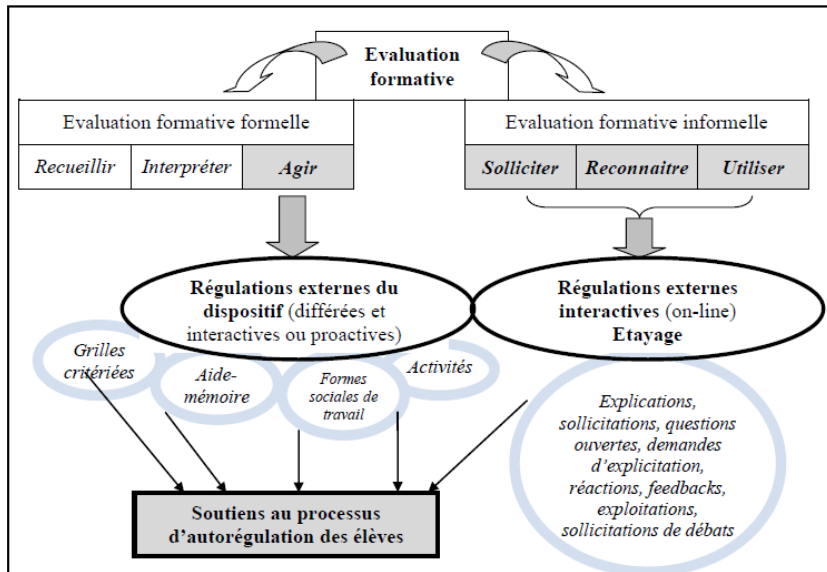 Evaluation
formative
Evaluation formative formelle
Evaluation formative informelle
Recueillir
Interpréter
Agir
Solliciter
Reconnaitre
Utiliser
Régulations externes du
dispositif (différées et
interactives ou proactives)
Régulations externes
interactives (on-line)
Etayage
Grilles
critériées
Aide-
mémoire
Formes
sociales de
travail
Activités
Explications,
sollicitations, questions
ouvertes, demandes
d'explicitation,
réactions, feedbacks,
exploitations,
sollicitations de débats
Soutiens au processus
d'autorégulation des élèves